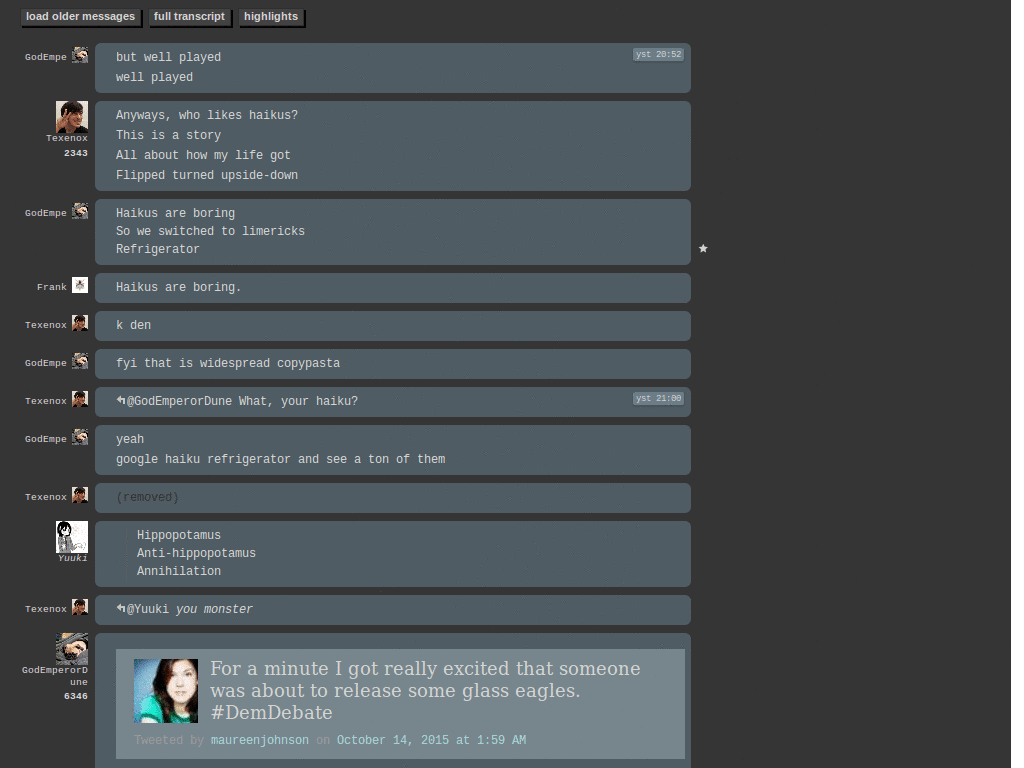 load older messages full transcript highlights
GodEmpe
but well played
yst 20:52
well played
Texenox
2343
Anyways, who likes haikus?
This is a story
All about how my life got
Flipped turned upside-down
GodEmpe
Haikus are boring
So we switched to limericks
Refrigerator
Frank
Haikus are boring.
Texenox
k den
GodEmpe
fyi that is widespread copypasta
Texenox
@GodEmperorDune What, your haiku?
yst 21:00
GodEmpe
yeah
google haiku refrigerator and see a ton of them
Texenox
(removed)
Yuuki
Hippopotamus
Anti-hippopotamus
Annihilation
Texenox
@Yuuki you monster
GodEmperorD
une
6346
For a minute I got really excited that someone
was about to release some glass eagles.
#DemDebate
Tweeted by maureenjohnson on October 14, 2015 at 1:59 AM